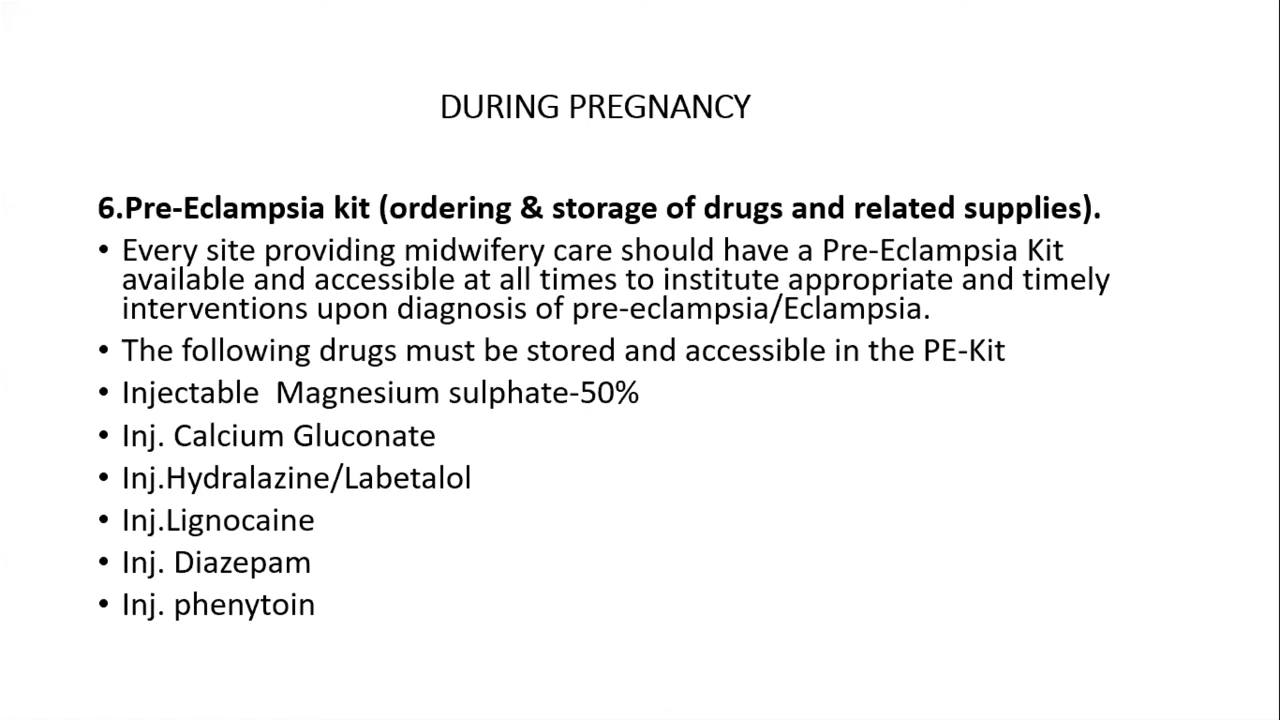 DURING PREGNANCY
6.Pre-Eclampsia kit (ordering & storage of drugs and related supplies).
• Every site providing midwifery care should have a Pre-Eclampsia Kit
available and accessible at all times to institute appropriate and timely
interventions upon diagnosis of pre-eclampsia/Eclampsia.
• The following drugs must be stored and accessible in the PE-Kit
• Injectable  Magnesium sulphate-50%
• Inj. Calcium Gluconate
• Inj.Hydralazine/Labetalol
• Inj.Lignocaine
• Inj. Diazepam
• Inj. phenytoin